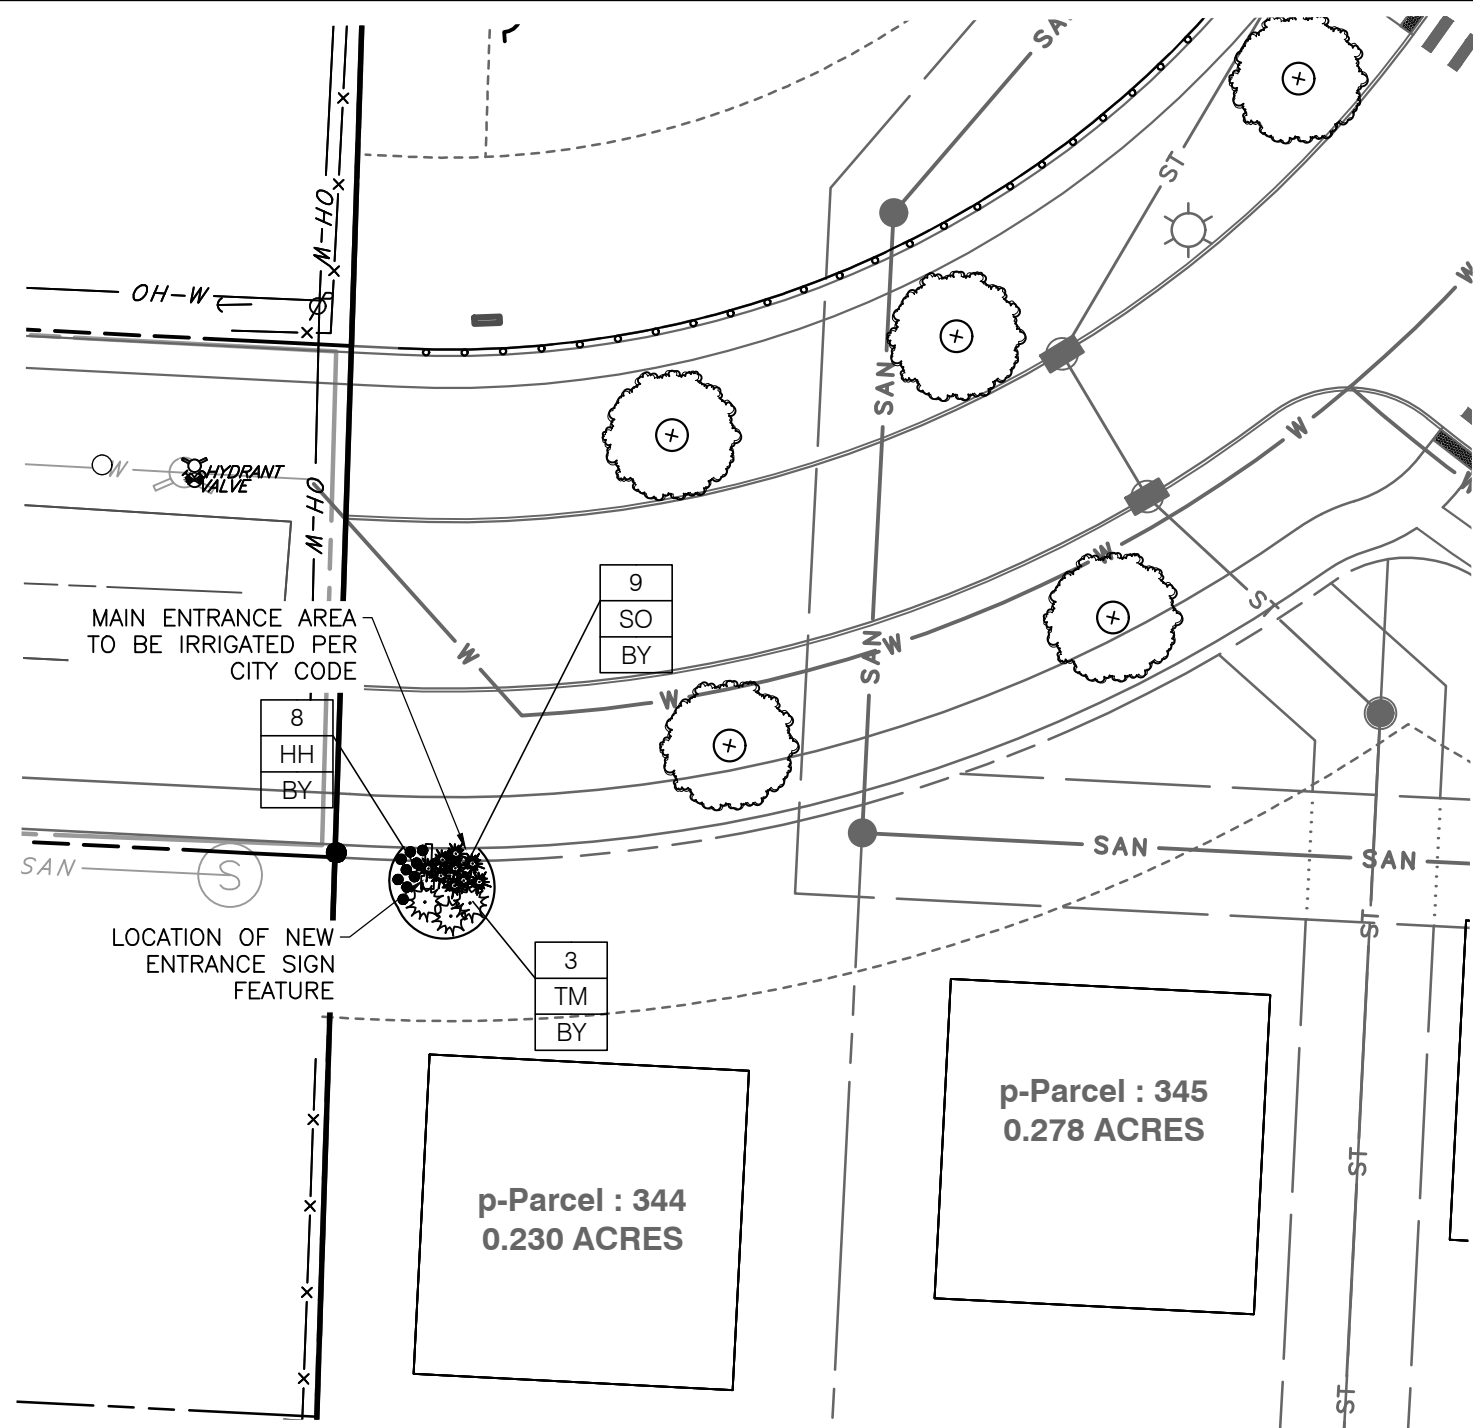 SA
ST
OH-W
OH-W
SAN
W
W
W
HYDRANT
VALVE
OH-W
W
W
9
SO
BY
MAIN ENTRANCE AREA
TO BE IRRIGATED PER
CITY CODE
ST
SAN
W
W
W
8
HH
BY
SAN
SAN
SAN
S
ST
LOCATION OF NEW
ENTRANCE SIGN
FEATURE
3
TM
BY
p-Parcel : 345
0.278 ACRES
ST
p-Parcel : 344
0.230 ACRES
ST